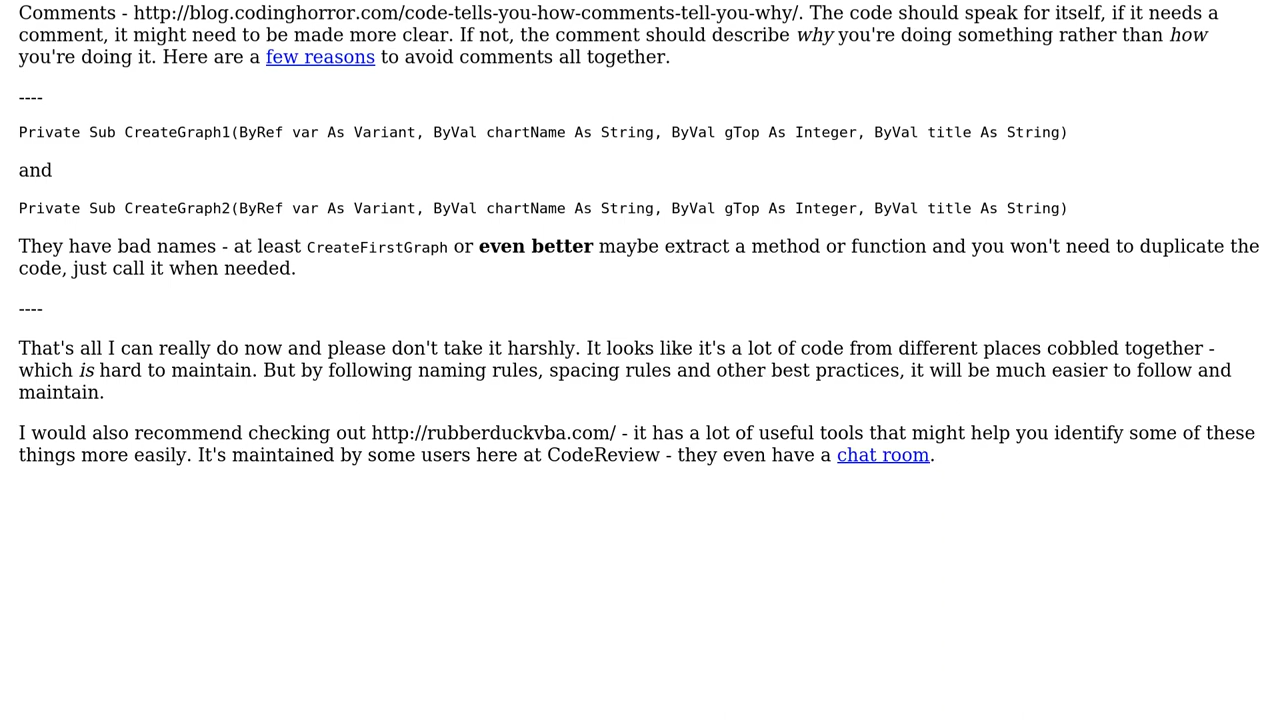 Comments - http://blog.codinghorror.com/code-tells-you-how-comments-tell-you-why/. The code should speak for itself, if it needs a
comment, it might need to be made more clear. If not, the comment should describe why you're doing something rather than how
you're doing it. Here are a few reasons to avoid comments all together.
----
Private Sub CreateGraph1(ByRef var As Variant, ByVal chartName As String, ByVal gTop As Integer, ByVal title As String)
and
Private Sub CreateGraph2(ByRef var As Variant, ByVal chartName As String, ByVal gTop As Integer, ByVal title As String)
They have bad names - at least CreateFirstGraph or even better maybe extract a method or function and you won't need to duplicate the
code, just call it when needed.
----
That's all I can really do now and please don't take it harshly. It looks like it's a lot of code from different places cobbled together -
which is hard to maintain. But by following naming rules, spacing rules and other best practices, it will be much easier to follow and
maintain.
I would also recommend checking out http://rubberduckvba.com/ - it has a lot of useful tools that might help you identify some of these
things more easily. It's maintained by some users here at CodeReview - they even have a chat room.